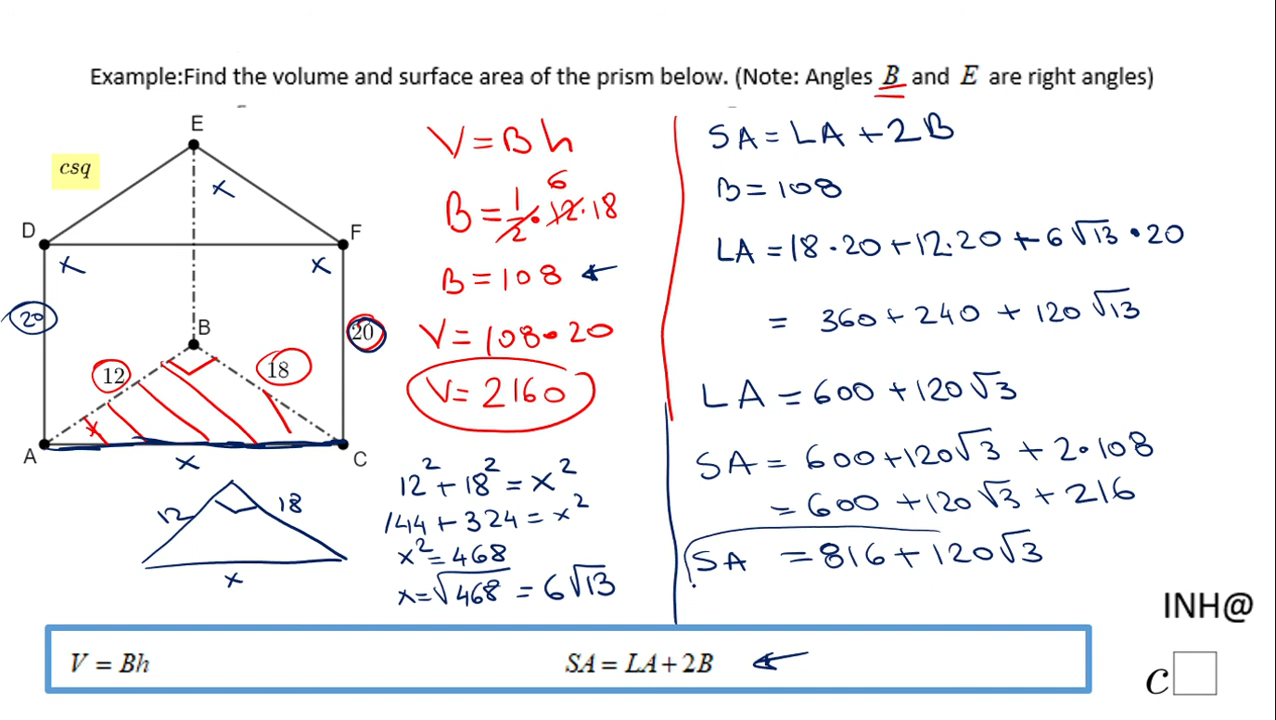 Example:Find the volume and surface area of the prism below. (Note: Angles B and E are right angles)
E
csq
x
D
F
x
x
20
20
B
12
18
x
A
x
C
12
18
x
V = Bh
B = 1/2 · 12 · 18
6
B = 108 ←
V = 108 · 20
V = 2160
12² + 18² = x²
144 + 324 = x²
x² = 468
x = √468 = 6√13
SA = LA + 2B
B = 108
LA = 18 · 20 + 12 · 20 + 6√13 · 20
= 360 + 240 + 120√13
LA = 600 + 120√3
SA = 600 + 120√3 + 2 · 108
= 600 + 120√3 + 216
SA = 816 + 120√3
INH@
V = Bh
SA = LA + 2B ←
c